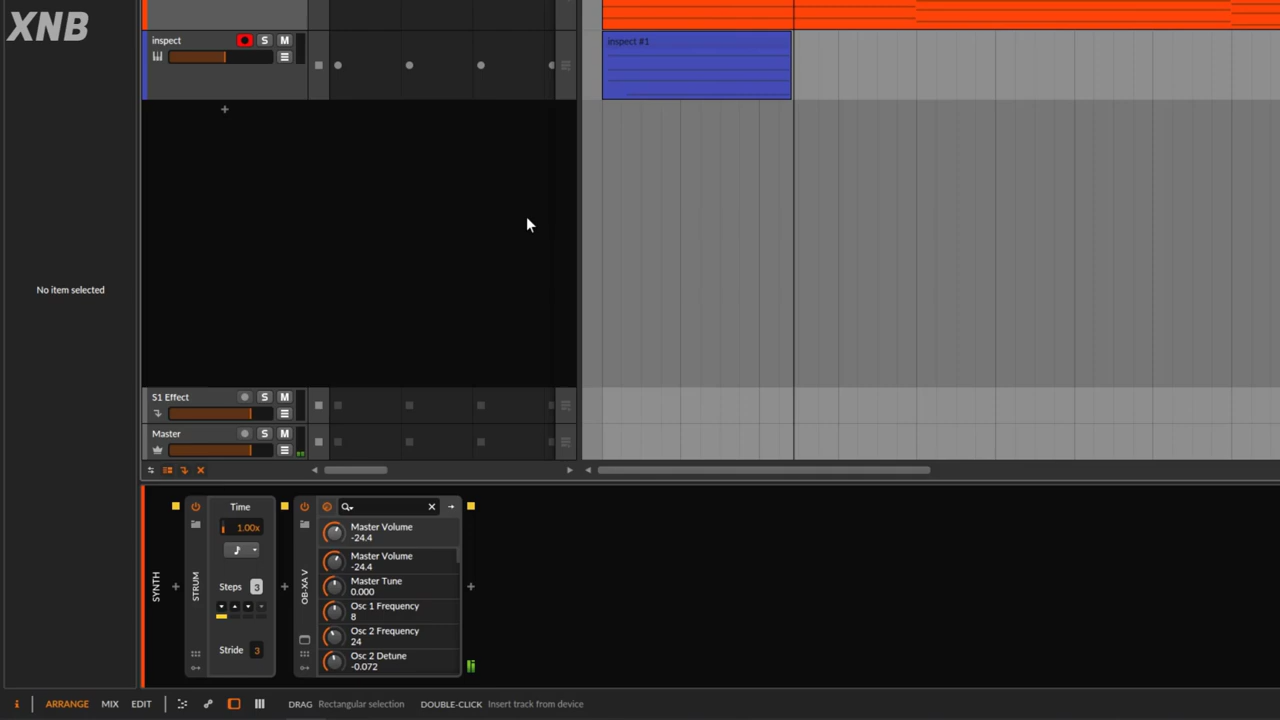 XNB
inspect
S
M
inspect #1
No item selected
S1 Effect
S
M
Master
S
M
SYNTH
STRUM
Time
1.00x
Steps 3
Stride 3
OB-XA V
Master Volume
-24.4
Master Volume
-24.4
Master Tune
0.000
Osc 1 Frequency
8
Osc 2 Frequency
24
Osc 2 Detune
-0.072
ARRANGE MIX EDIT DRAG Rectangular selection DOUBLE-CLICK Insert track from device